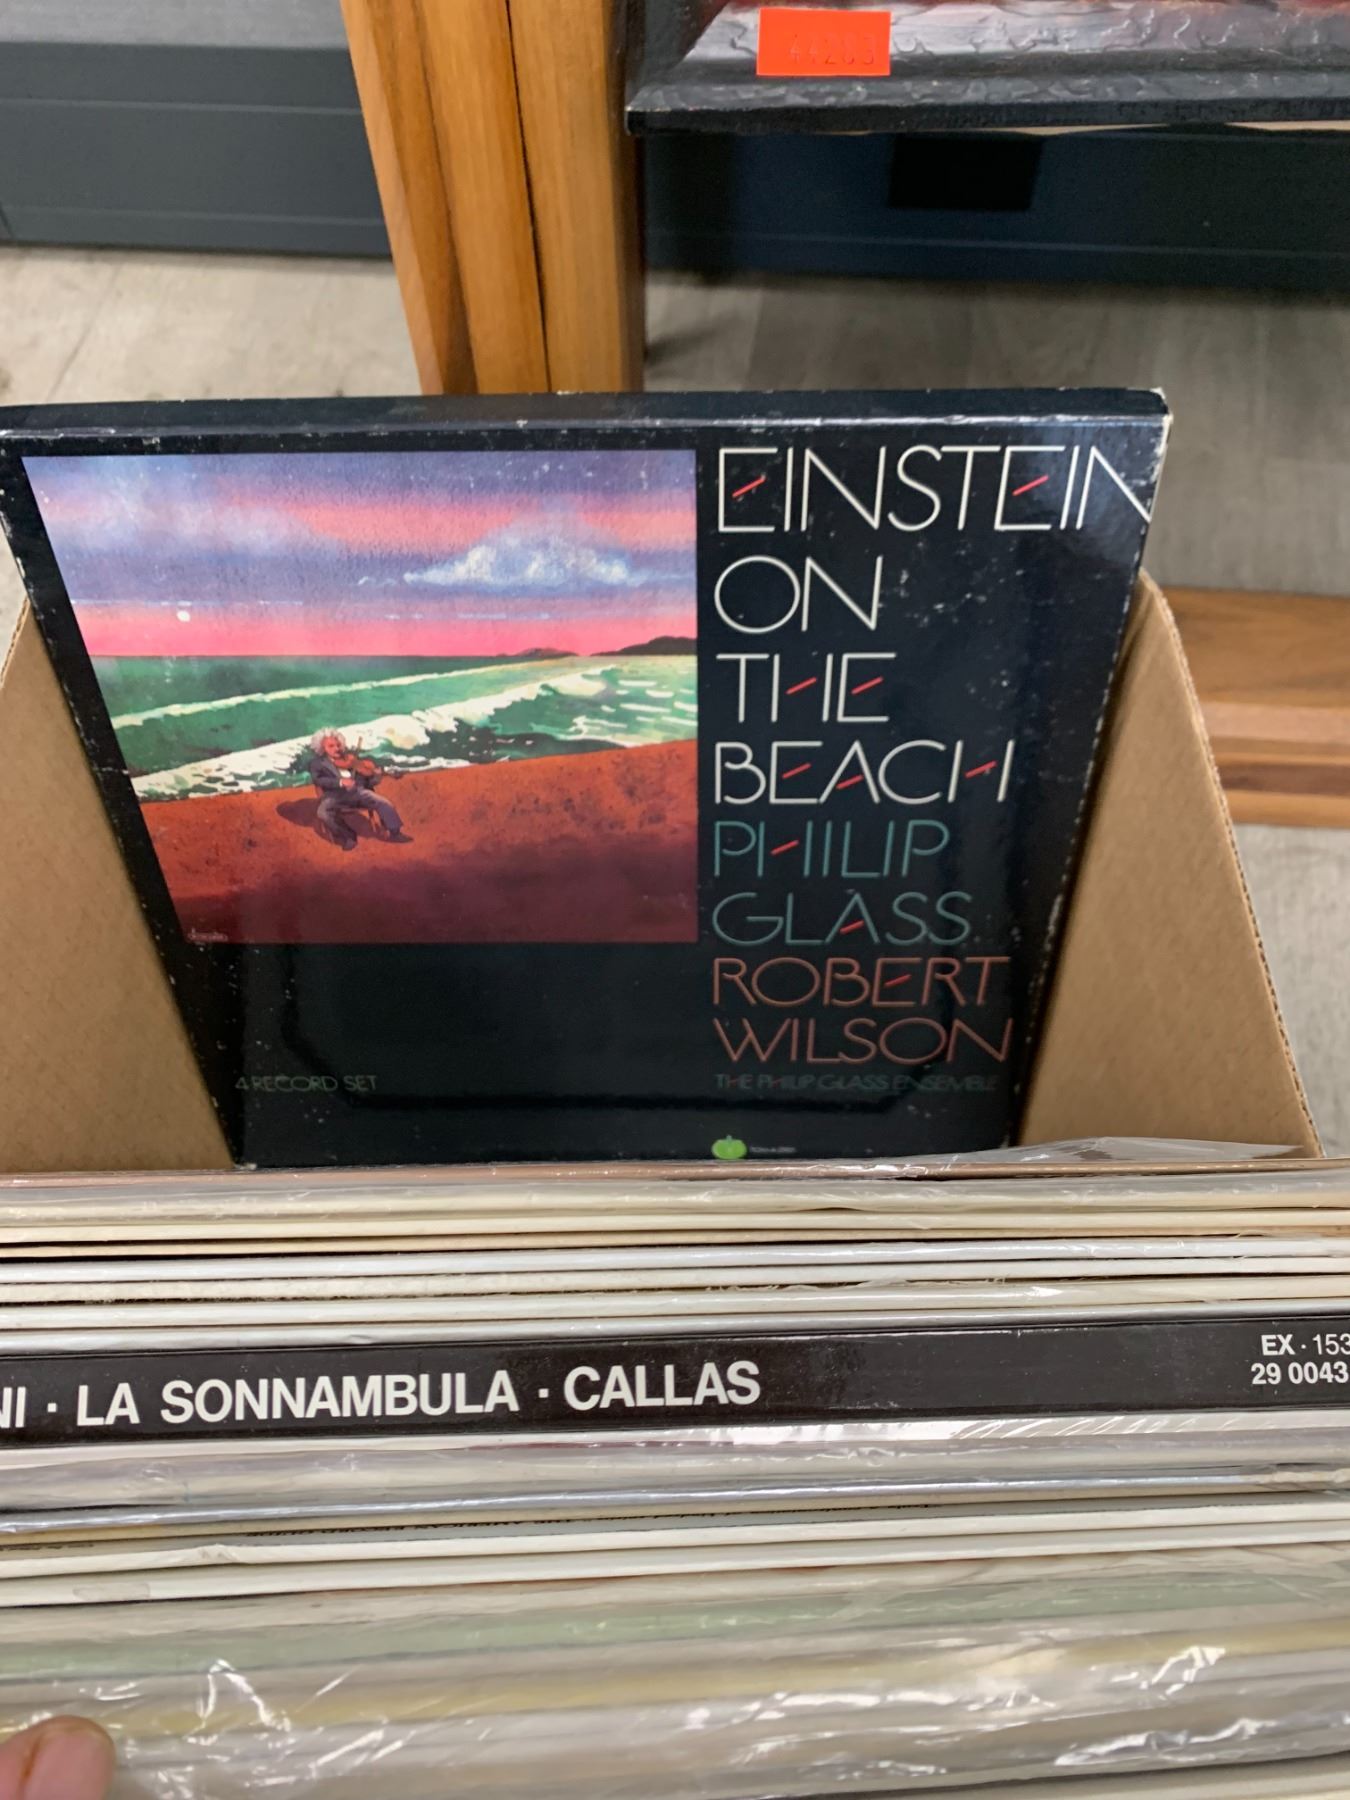 44283
EINSTEIN
ON
THE
BEACH
PHILIP
GLASS
ROBERT
WILSON
4 RECORD SET
THE PHILIP GLASS ENSEMBLE
NI · LA SONNAMBULA · CALLAS
EX · 153
29 0043